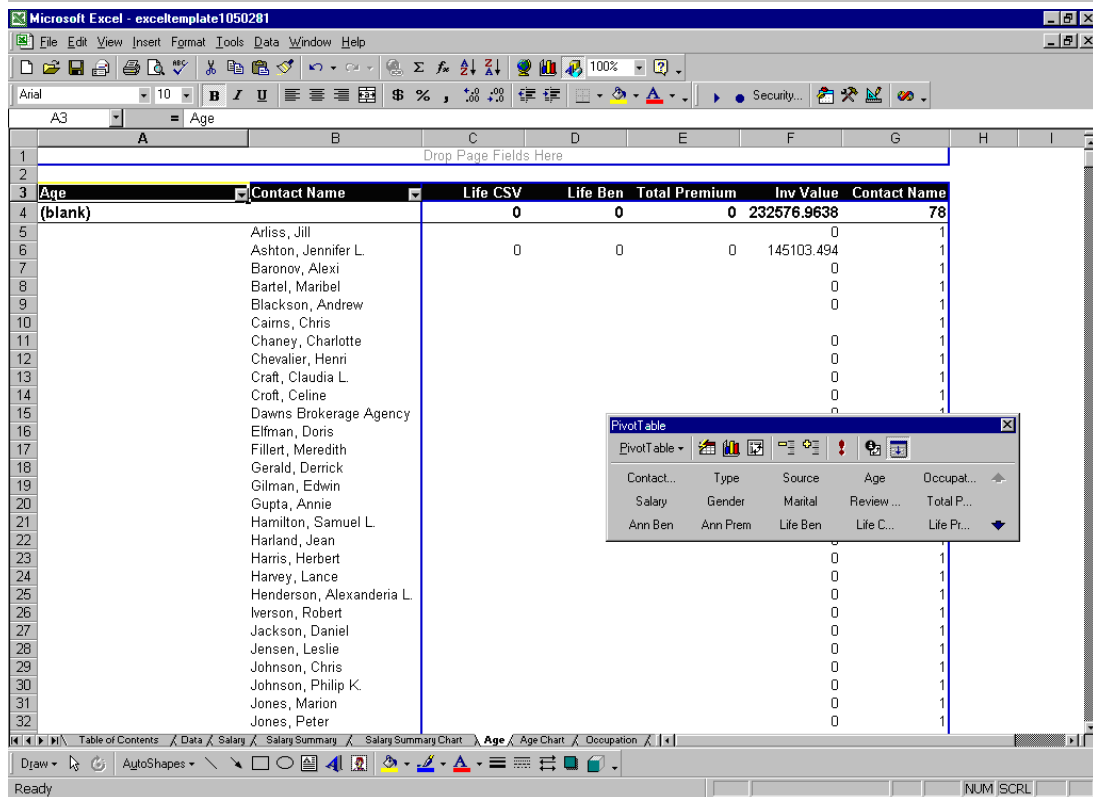 Microsoft Excel - exceltemplate1050281
File Edit View Insert Format Tools Data Window Help
100%
Arial 10 B I U $ % , Security...
A3 = Age
A B C D E F G H I
1 Drop Page Fields Here
2
3 Age Contact Name Life CSV Life Ben Total Premium Inv Value Contact Name
4 (blank) 0 0 0 232576.9638 78
5 Arliss, Jill 0 1
6 Ashton, Jennifer L. 0 0 0 145103.494 1
7 Baronov, Alexi 0 1
8 Bartel, Maribel 0 1
9 Blackson, Andrew 0 1
10 Cairns, Chris 1
11 Chaney, Charlotte 0 1
12 Chevalier, Henri 0 1
13 Craft, Claudia L. 0 1
14 Croft, Celine 0 1
15 Dawns Brokerage Agency 0 1
16 Elfman, Doris
17 Fillert, Meredith
18 Gerald, Derrick
19 Gilman, Edwin
20 Gupta, Annie
21 Hamilton, Samuel L.
22 Harland, Jean 0 1
23 Harris, Herbert 0 1
24 Harvey, Lance 0 1
25 Henderson, Alexanderia L. 0 1
26 Iverson, Robert 0 1
27 Jackson, Daniel 0 1
28 Jensen, Leslie 0 1
29 Johnson, Chris 0 1
30 Johnson, Philip K. 0 1
31 Jones, Marion 0 1
32 Jones, Peter 0 1
PivotTable
PivotTable
Contact... Type Source Age Occupat...
Salary Gender Marital Review ... Total P...
Ann Ben Ann Prem Life Ben Life C... Life Pr...
Table of Contents Data Salary Salary Summary Salary Summary Chart Age Age Chart Occupation
Draw AutoShapes
Ready NUM SCRL